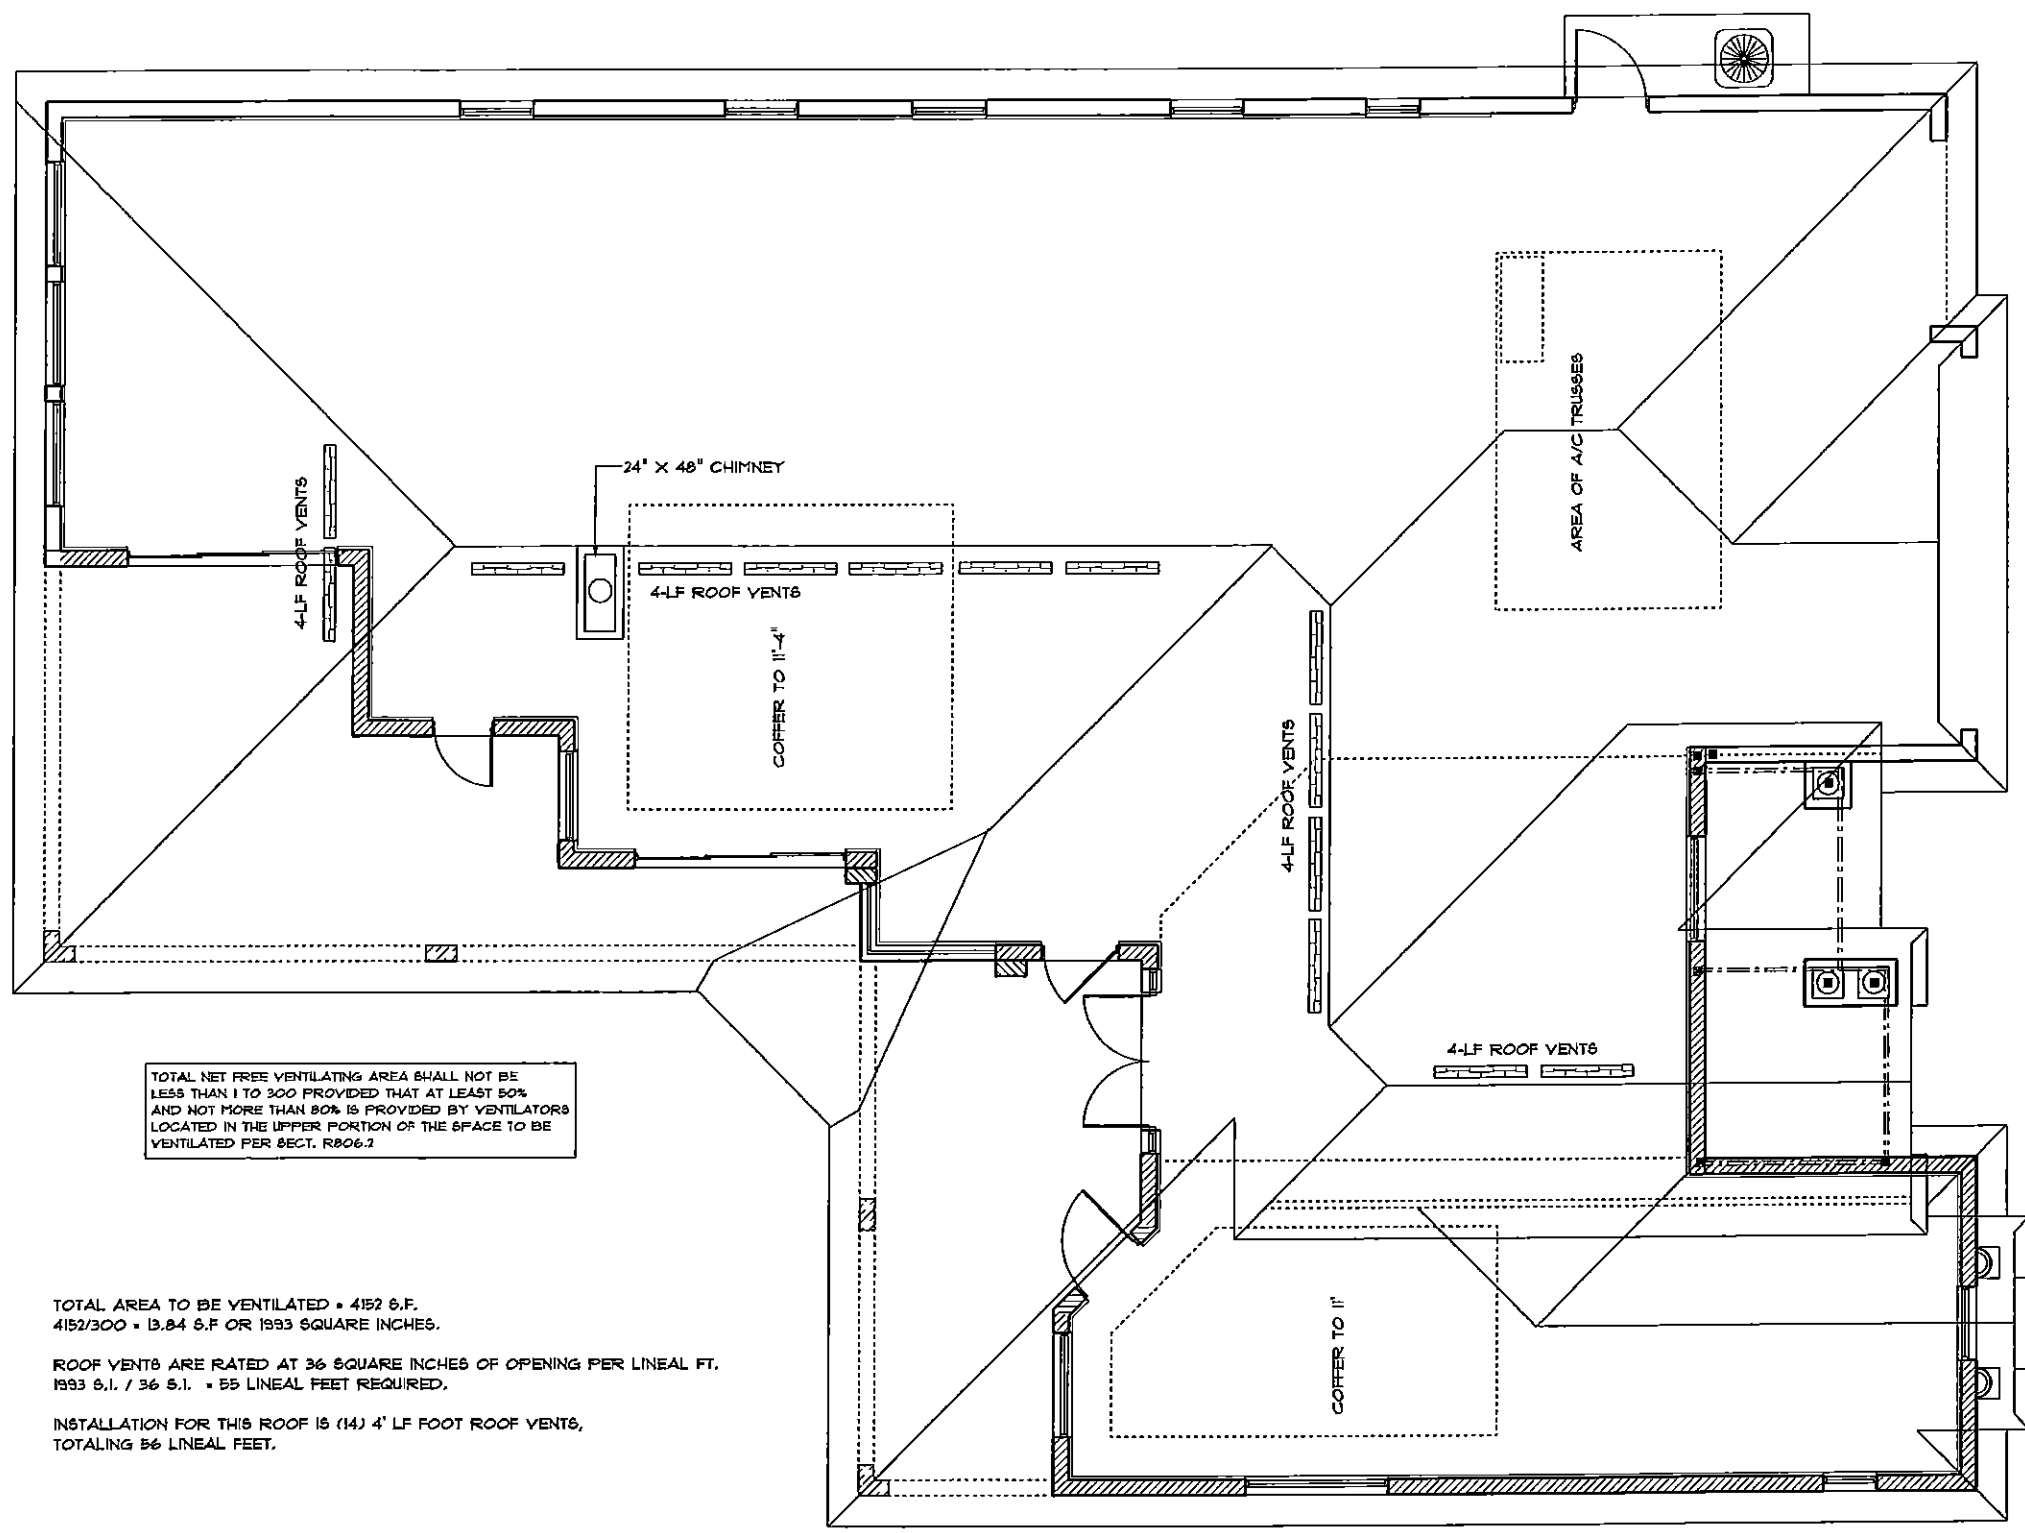 24" X 48" CHIMNEY
4-LF ROOF VENTS
4-LF ROOF VENTS
COFFER TO 11'-4"
AREA OF A/C TRUSSES
4-LF ROOF VENTS
4-LF ROOF VENTS
COFFER TO 11'
TOTAL NET FREE VENTILATING AREA SHALL NOT BE
LESS THAN 1 TO 300 PROVIDED THAT AT LEAST 50%
AND NOT MORE THAN 80% IS PROVIDED BY VENTILATORS
LOCATED IN THE UPPER PORTION OF THE SPACE TO BE
VENTILATED PER SECT. R806.2
TOTAL AREA TO BE VENTILATED = 4152 S.F.
4152/300 = 13.84 S.F OR 1993 SQUARE INCHES.
ROOF VENTS ARE RATED AT 36 SQUARE INCHES OF OPENING PER LINEAL FT.
1993 S.I. / 36 S.I. = 55 LINEAL FEET REQUIRED.
INSTALLATION FOR THIS ROOF IS (14) 4' LF FOOT ROOF VENTS,
TOTALING 56 LINEAL FEET.